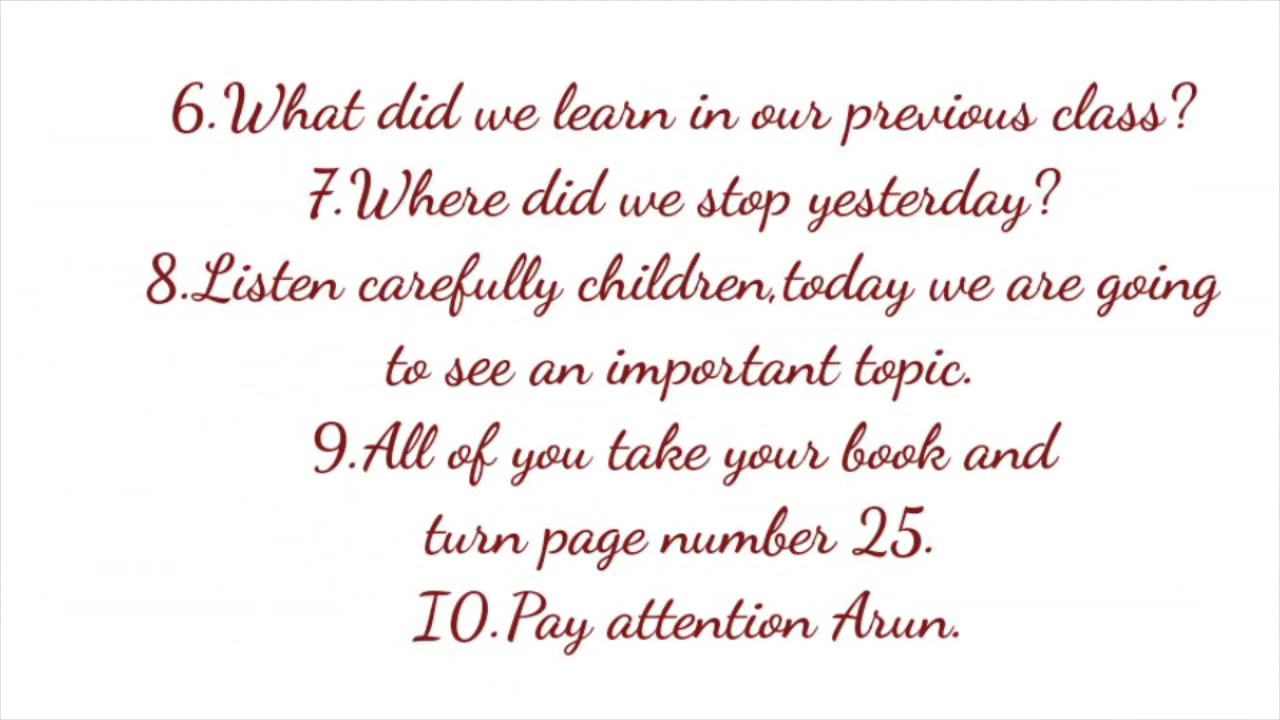 6.What did we learn in our previous class?
7.Where did we stop yesterday?
8.Listen carefully children,today we are going
to see an important topic.
9.All of you take your book and
turn page number 25.
10.Pay attention Arun.